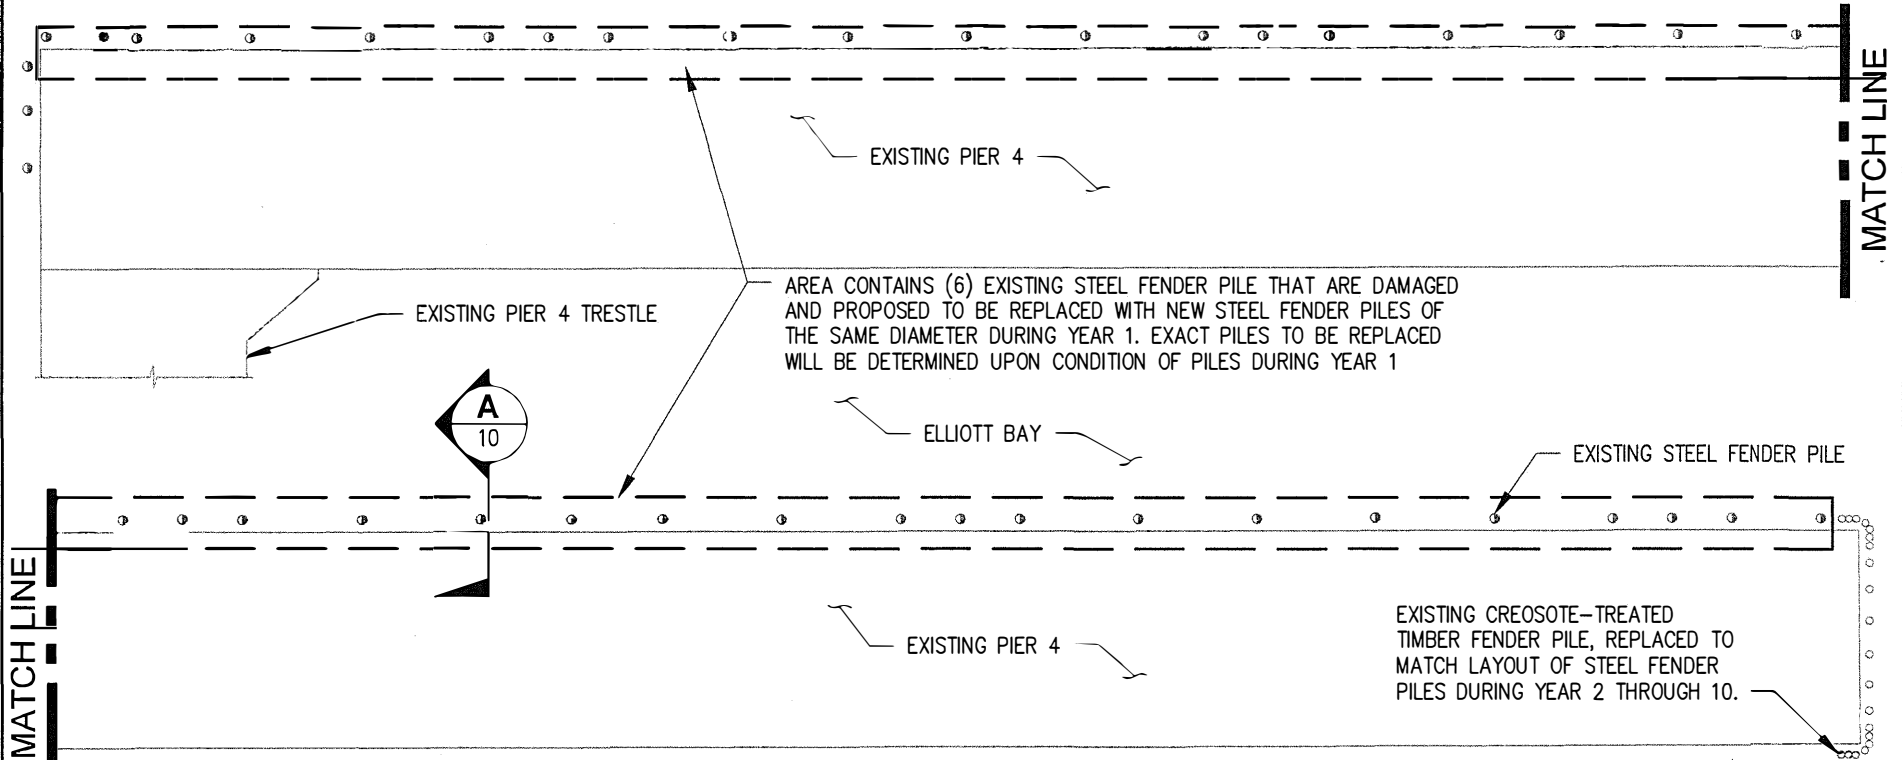 MATCH LINE
EXISTING PIER 4
AREA CONTAINS (6) EXISTING STEEL FENDER PILE THAT ARE DAMAGED
AND PROPOSED TO BE REPLACED WITH NEW STEEL FENDER PILES OF
THE SAME DIAMETER DURING YEAR 1. EXACT PILES TO BE REPLACED
WILL BE DETERMINED UPON CONDITION OF PILES DURING YEAR 1
EXISTING PIER 4 TRESTLE
A
10
ELLIOTT BAY
EXISTING STEEL FENDER PILE
MATCH LINE
EXISTING PIER 4
EXISTING CREOSOTE-TREATED
TIMBER FENDER PILE, REPLACED TO
MATCH LAYOUT OF STEEL FENDER
PILES DURING YEAR 2 THROUGH 10.